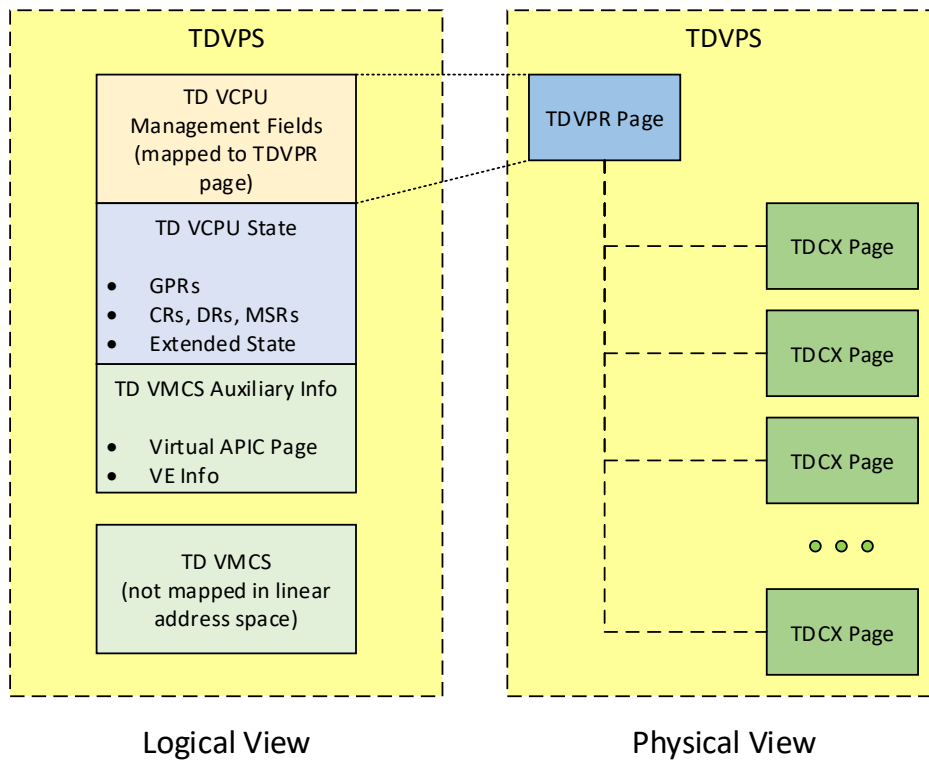 TDVPS
TD VCPU
Management Fields
(mapped to TDVPR
page)
TD VCPU State
• GPRs
• CRs, DRs, MSRs
• Extended State
TD VMCS Auxiliary Info
• Virtual APIC Page
• VE Info
TD VMCS
(not mapped in linear
address space)
Logical View
TDVPS
TDVPR Page
TDCX Page
TDCX Page
TDCX Page
TDCX Page
Physical View